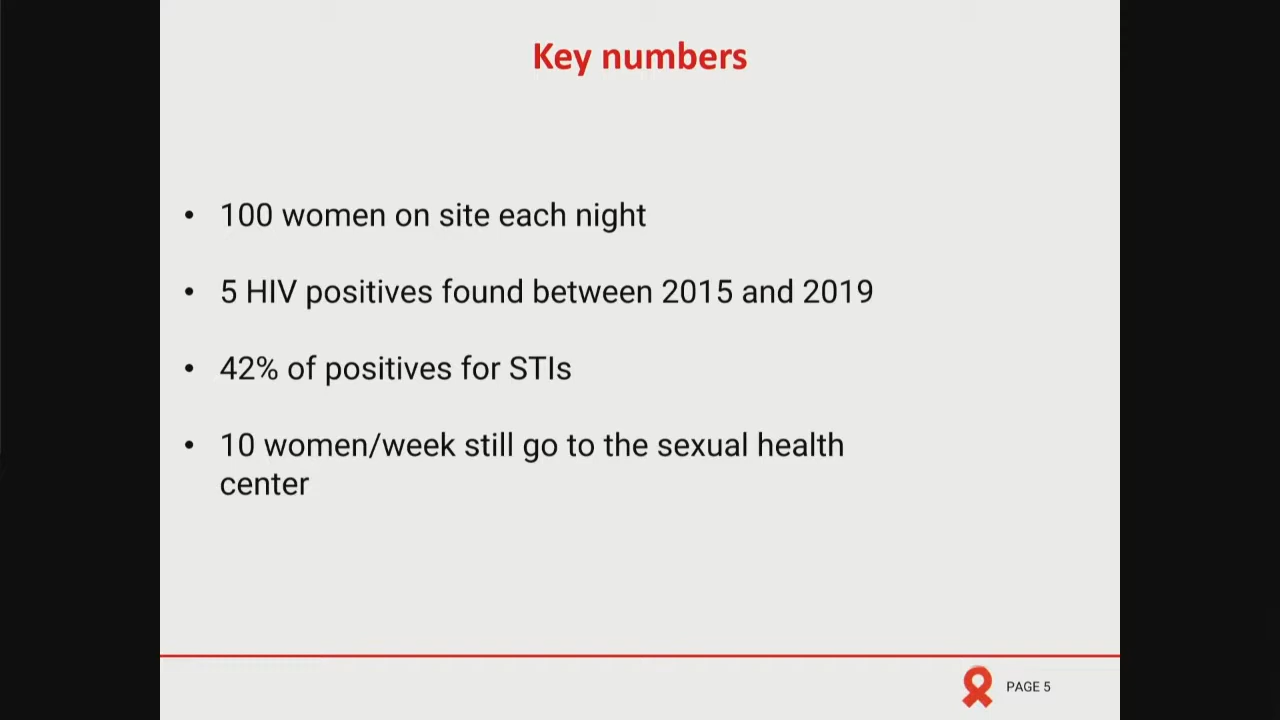 Key numbers
• 100 women on site each night
• 5 HIV positives found between 2015 and 2019
• 42% of positives for STIs
• 10 women/week still go to the sexual health
center
PAGE 5